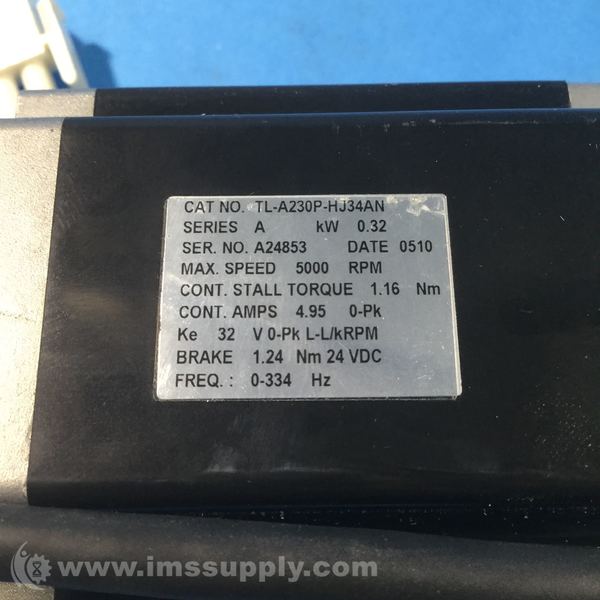 CAT NO. TL-A230P-HJ34AN
SERIES A kW 0.32
SER. NO. A24853 DATE 0510
MAX. SPEED 5000 RPM
CONT. STALL TORQUE 1.16 Nm
CONT. AMPS 4.95 0-Pk
Ke 32 V 0-Pk L-L/kRPM
BRAKE 1.24 Nm 24 VDC
FREQ. : 0-334 Hz
www.imssupply.com